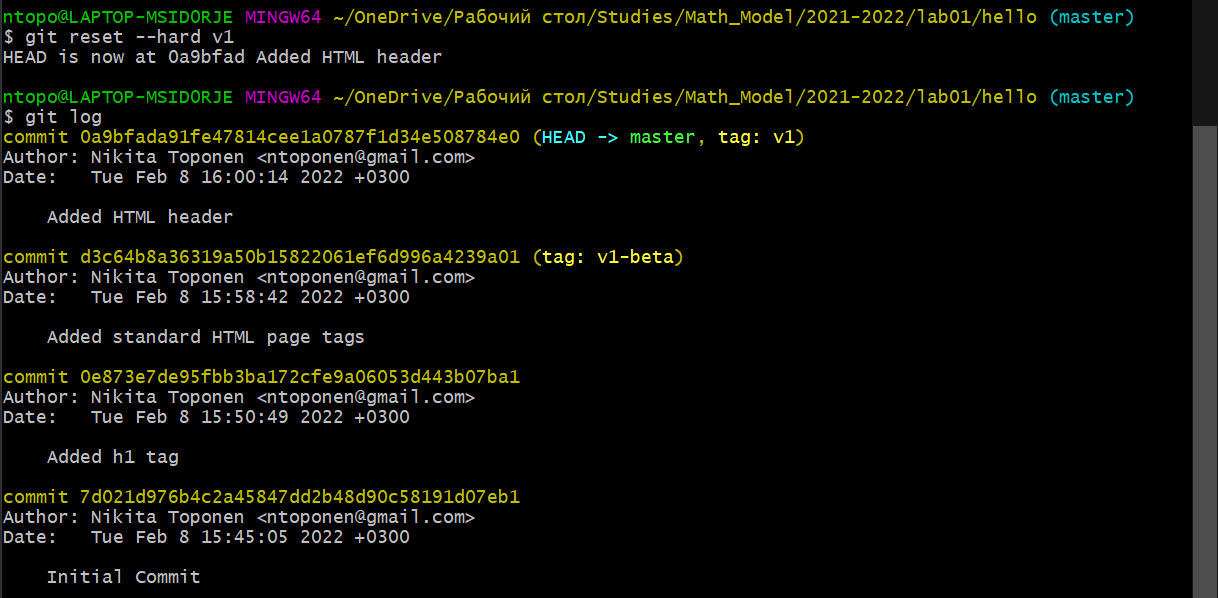 ntopo@LAPTOP-MSID0RJE MINGW64 ~/OneDrive/Рабочий стол/Studies/Math_Model/2021-2022/lab01/hello (master)
$ git reset --hard v1
HEAD is now at 0a9bfad Added HTML header
ntopo@LAPTOP-MSID0RJE MINGW64 ~/OneDrive/Рабочий стол/Studies/Math_Model/2021-2022/lab01/hello (master)
$ git log
commit 0a9bfada91fe47814cee1a0787f1d34e508784e0 (HEAD -> master, tag: v1)
Author: Nikita Toponen <ntoponen@gmail.com>
Date:   Tue Feb 8 16:00:14 2022 +0300
    Added HTML header
commit d3c64b8a36319a50b15822061ef6d996a4239a01 (tag: v1-beta)
Author: Nikita Toponen <ntoponen@gmail.com>
Date:   Tue Feb 8 15:58:42 2022 +0300
    Added standard HTML page tags
commit 0e873e7de95fbb3ba172cfe9a06053d443b07ba1
Author: Nikita Toponen <ntoponen@gmail.com>
Date:   Tue Feb 8 15:50:49 2022 +0300
    Added h1 tag
commit 7d021d976b4c2a45847dd2b48d90c58191d07eb1
Author: Nikita Toponen <ntoponen@gmail.com>
Date:   Tue Feb 8 15:45:05 2022 +0300
    Initial Commit